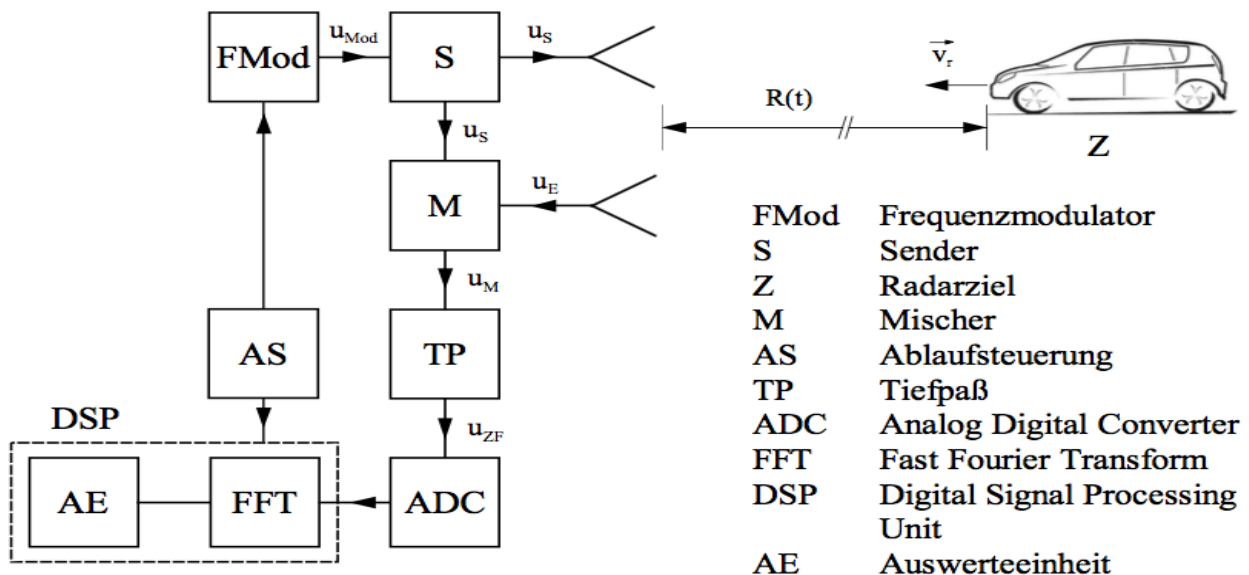 FMod
u_Mod
S
u_S
v_r
R(t)
Z
u_S
M
u_E
u_M
AS
TP
DSP
u_ZF
AE
FFT
ADC
FMod Frequenzmodulator
S Sender
Z Radarziel
M Mischer
AS Ablaufsteuerung
TP Tiefpaß
ADC Analog Digital Converter
FFT Fast Fourier Transform
DSP Digital Signal Processing
Unit
AE Auswerteeinheit